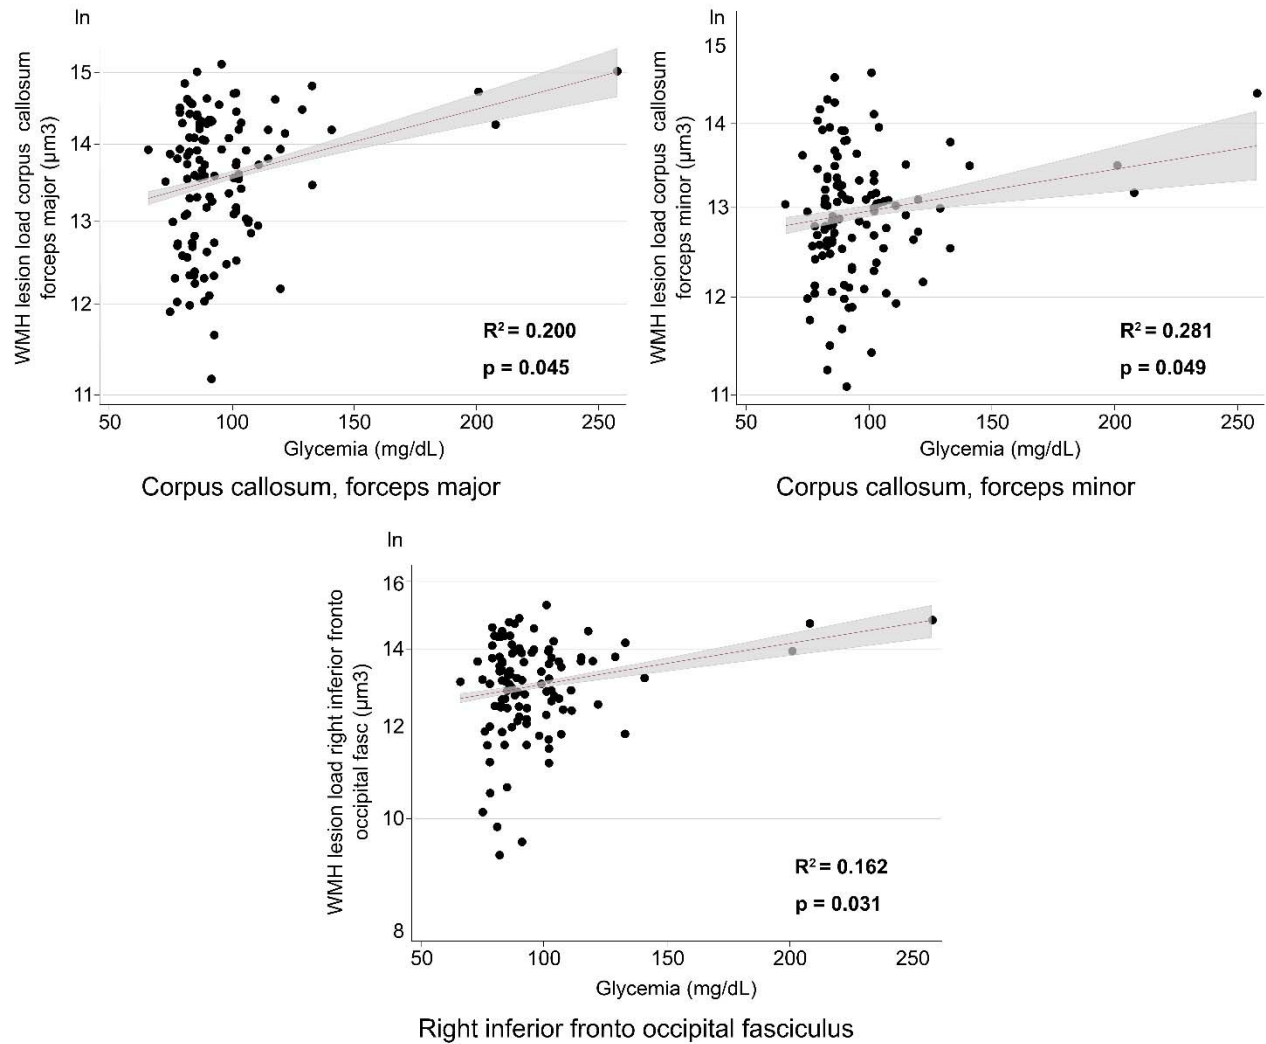 ln
15
14
13
12
11
WMH lesion load corpus callosum
forceps major (µm3)
R² = 0.200
p = 0.045
50 100 150 200 250
Glycemia (mg/dL)
Corpus callosum, forceps major
ln
15
14
13
12
11
WMH lesion load corpus callosum
forceps minor (µm3)
R² = 0.281
p = 0.049
50 100 150 200 250
Glycemia (mg/dL)
Corpus callosum, forceps minor
ln
16
14
12
10
8
WMH lesion load right inferior fronto
occipital fasc (µm3)
R² = 0.162
p = 0.031
50 100 150 200 250
Glycemia (mg/dL)
Right inferior fronto occipital fasciculus